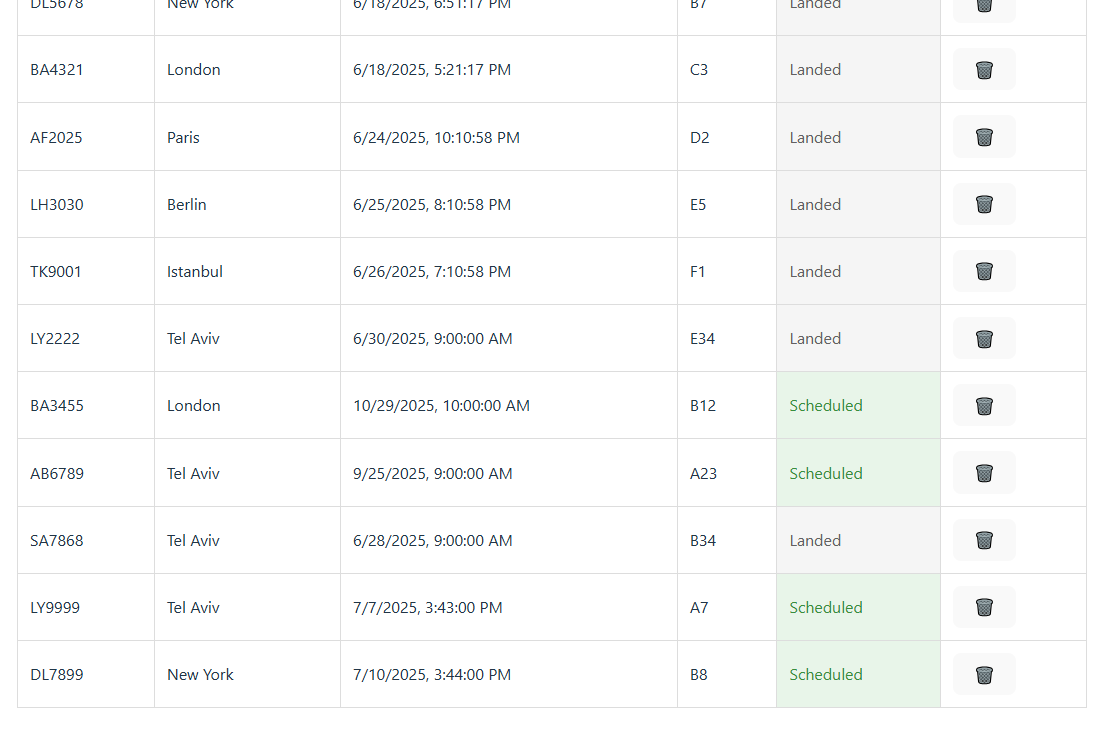 DL5678 New York 6/18/2025, 6:51:17 PM B7 Landed
BA4321 London 6/18/2025, 5:21:17 PM C3 Landed
AF2025 Paris 6/24/2025, 10:10:58 PM D2 Landed
LH3030 Berlin 6/25/2025, 8:10:58 PM E5 Landed
TK9001 Istanbul 6/26/2025, 7:10:58 PM F1 Landed
LY2222 Tel Aviv 6/30/2025, 9:00:00 AM E34 Landed
BA3455 London 10/29/2025, 10:00:00 AM B12 Scheduled
AB6789 Tel Aviv 9/25/2025, 9:00:00 AM A23 Scheduled
SA7868 Tel Aviv 6/28/2025, 9:00:00 AM B34 Landed
LY9999 Tel Aviv 7/7/2025, 3:43:00 PM A7 Scheduled
DL7899 New York 7/10/2025, 3:44:00 PM B8 Scheduled